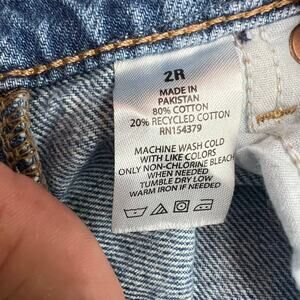 2R
MADE IN
PAKISTAN
80% COTTON
20% RECYCLED COTTON
RN154379
MACHINE WASH COLD
WITH LIKE COLORS
ONLY NON-CHLORINE BLEACH
WHEN NEEDED
TUMBLE DRY LOW
WARM IRON IF NEEDED